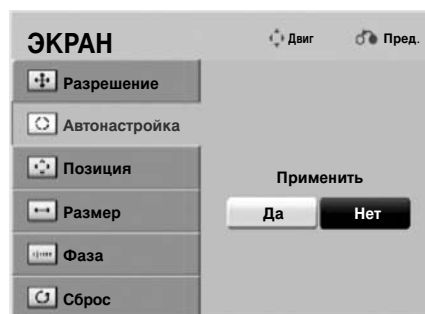 ЭКРАН
Двиг
Пред.
Разрешение
Автонастройка
Позиция
Размер
Фаза
Сброс
Применить
Да
Нет